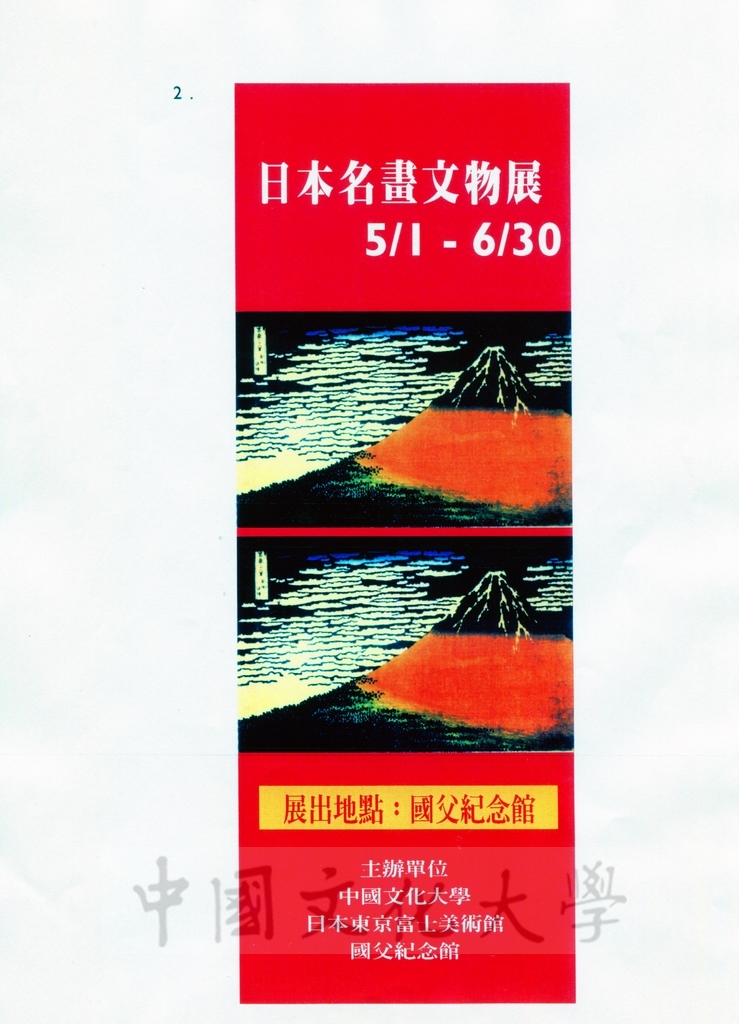 2 .
日本名畫文物展
5/1 - 6/30
展出地點：國父紀念館
主辦單位
中國文化大學
日本東京富士美術館
國父紀念館
中國文化大學